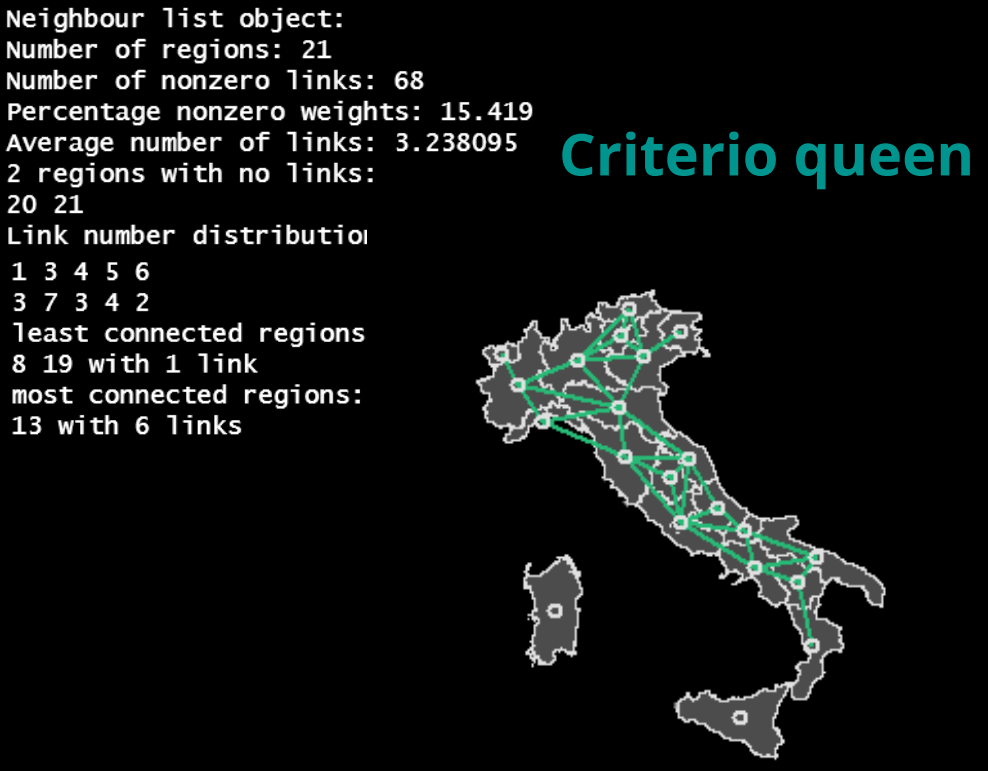 Neighbour list object:
Number of regions: 21
Number of nonzero links: 68
Percentage nonzero weights: 15.419
Average number of links: 3.238095
2 regions with no links:
20 21
Link number distribution
1 3 4 5 6
3 7 3 4 2
least connected regions
8 19 with 1 link
most connected regions:
13 with 6 links
Criterio queen